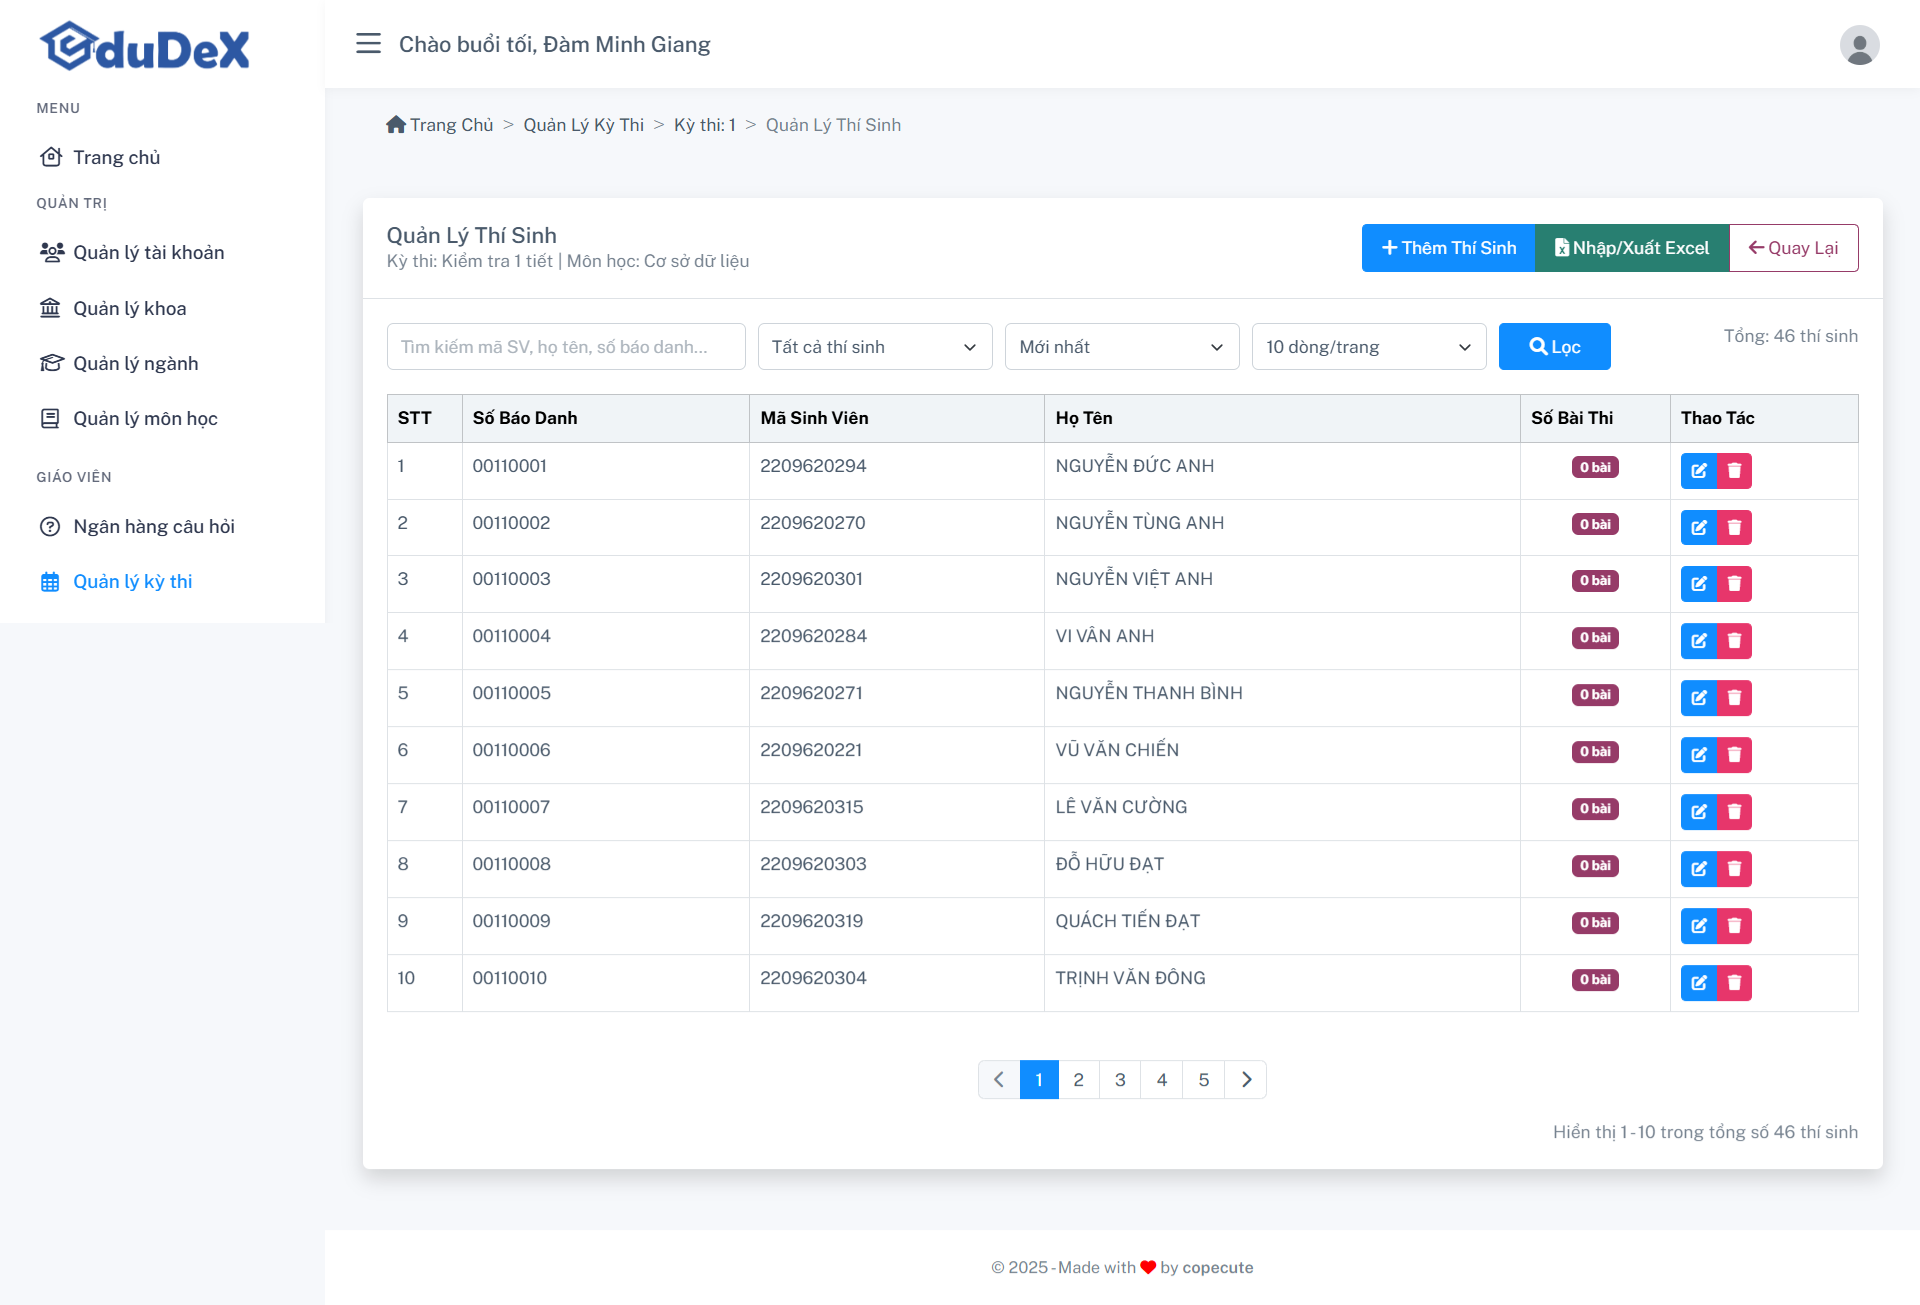 EduDeX
MENU
Trang chủ
QUẢN TRỊ
Quản lý tài khoản
Quản lý khoa
Quản lý ngành
Quản lý môn học
GIÁO VIÊN
Ngân hàng câu hỏi
Quản lý kỳ thi
Chào buổi tối, Đàm Minh Giang
Trang Chủ > Quản Lý Kỳ Thi > Kỳ thi: 1 > Quản Lý Thí Sinh
Quản Lý Thí Sinh
Kỳ thi: Kiểm tra 1 tiết | Môn học: Cơ sở dữ liệu
Thêm Thí Sinh Nhập/Xuất Excel Quay Lại
Tìm kiếm mã SV, họ tên, số báo danh... Tất cả thí sinh Mới nhất 10 dòng/trang Lọc Tổng: 46 thí sinh
STT Số Báo Danh Mã Sinh Viên Họ Tên Số Bài Thi Thao Tác
1 00110001 2209620294 NGUYỄN ĐỨC ANH 0 bài
2 00110002 2209620270 NGUYỄN TÙNG ANH 0 bài
3 00110003 2209620301 NGUYỄN VIỆT ANH 0 bài
4 00110004 2209620284 VI VÂN ANH 0 bài
5 00110005 2209620271 NGUYỄN THANH BÌNH 0 bài
6 00110006 2209620221 VŨ VĂN CHIẾN 0 bài
7 00110007 2209620315 LÊ VĂN CƯỜNG 0 bài
8 00110008 2209620303 ĐỖ HỮU ĐẠT 0 bài
9 00110009 2209620319 QUÁCH TIẾN ĐẠT 0 bài
10 00110010 2209620304 TRỊNH VĂN ĐÔNG 0 bài
1 2 3 4 5
Hiển thị 1 - 10 trong tổng số 46 thí sinh
© 2025 - Made with ❤ by copecute